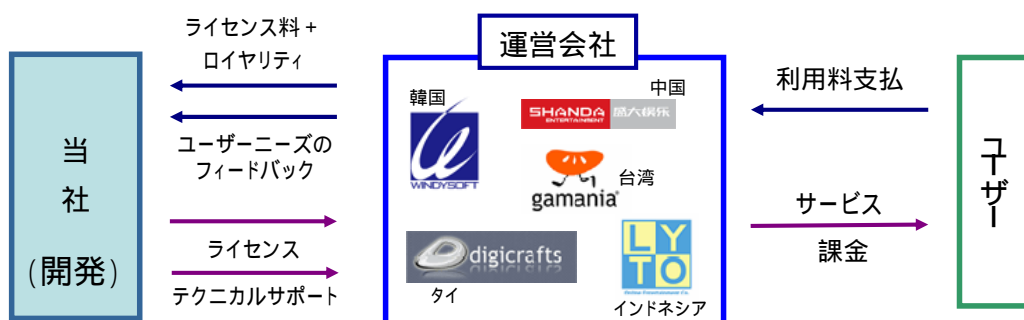 ライセンス料 +
ロイヤリティ
運営会社
利用料支払
韓国
中国
SHANDA
ENTERTAINMENT
盛大娱乐
WINDYSOFT
ユーザーニーズの
フィードバック
当
社
(開発)
gamania
台湾
ユーザー
サービス
課金
ライセンス
テクニカルサポート
digicrafts
タイ
LY
TO
インドネシア